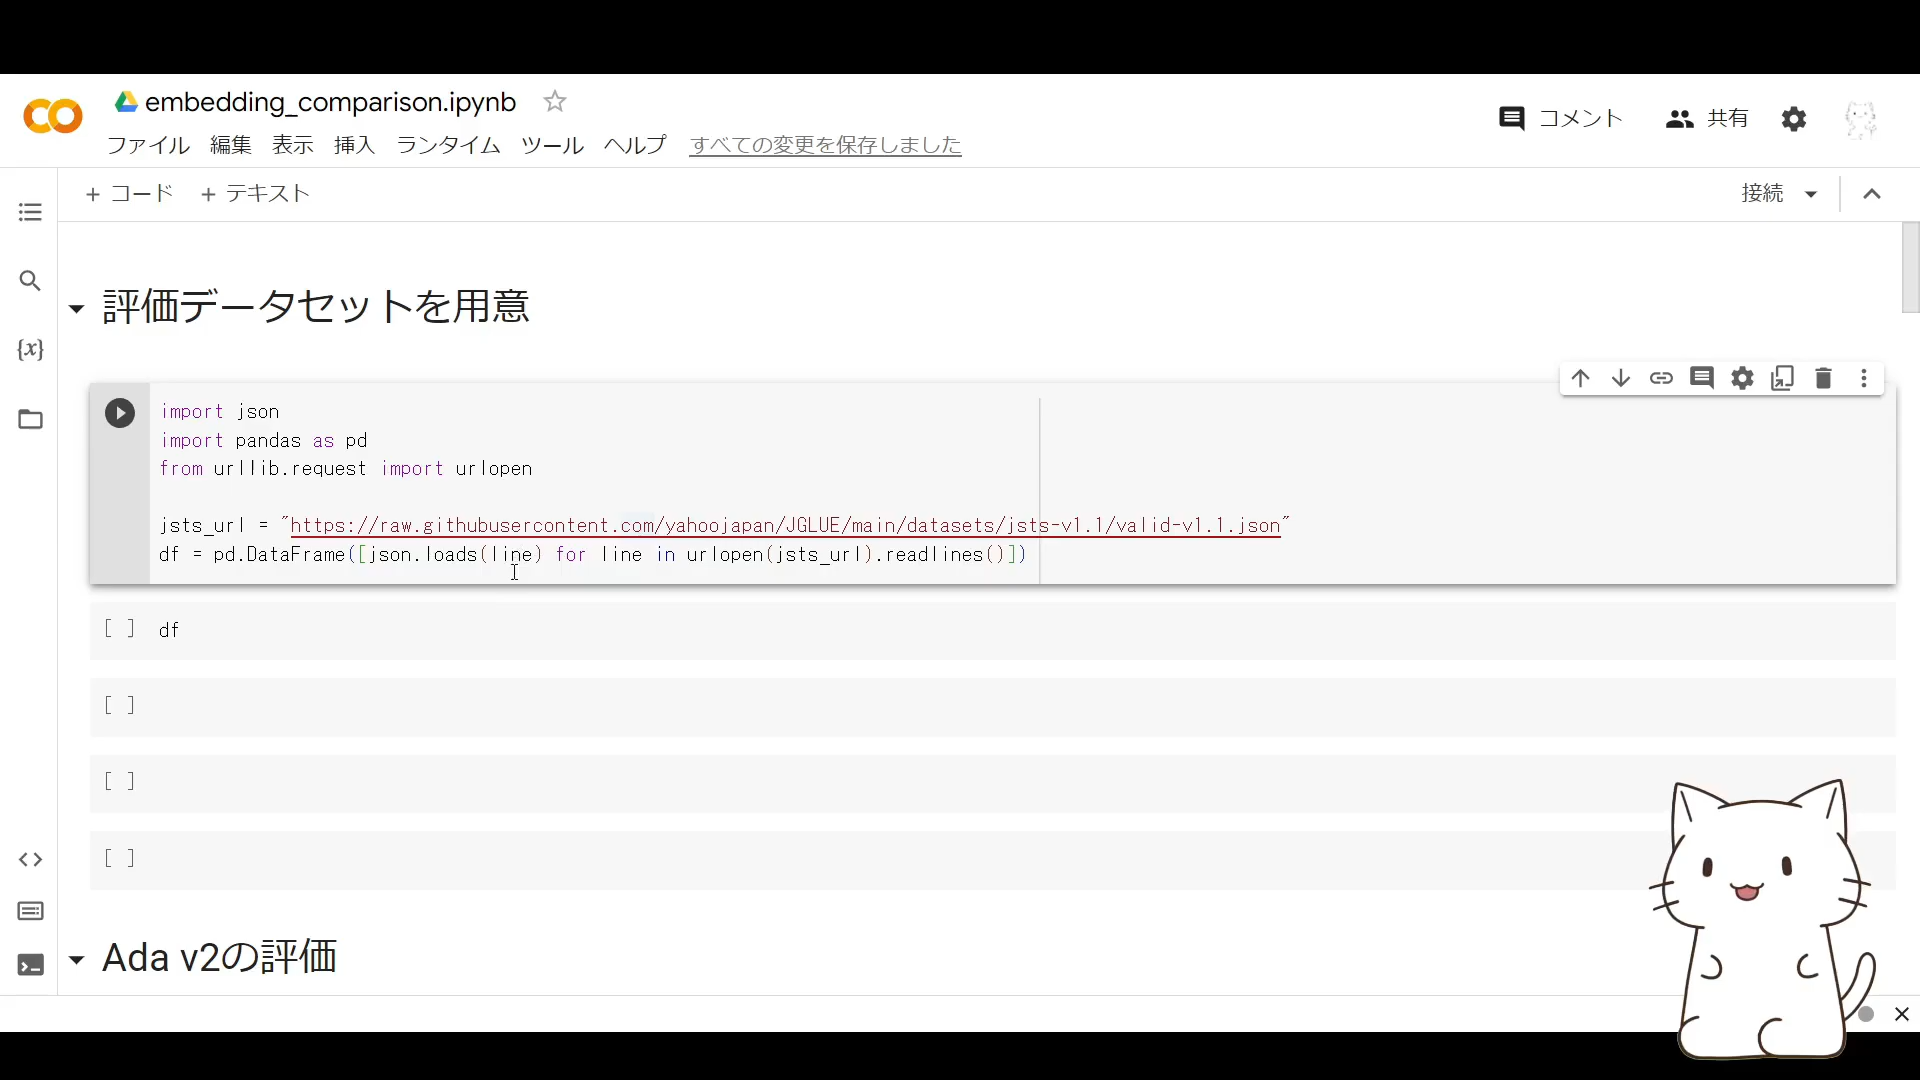 embedding_comparison.ipynb
ファイル 編集 表示 挿入 ランタイム ツール ヘルプ すべての変更を保存しました
コメント 共有
+ コード + テキスト
接続
{x}
評価データセットを用意
import json
import pandas as pd
from urllib.request import urlopen
jsts_url = "https://raw.githubusercontent.com/yahoojapan/JGLUE/main/datasets/jsts-v1.1/valid-v1.1.json"
df = pd.DataFrame([json.loads(line) for line in urlopen(jsts_url).readlines()])
[ ] df
[ ]
[ ]
[ ]
Ada v2の評価